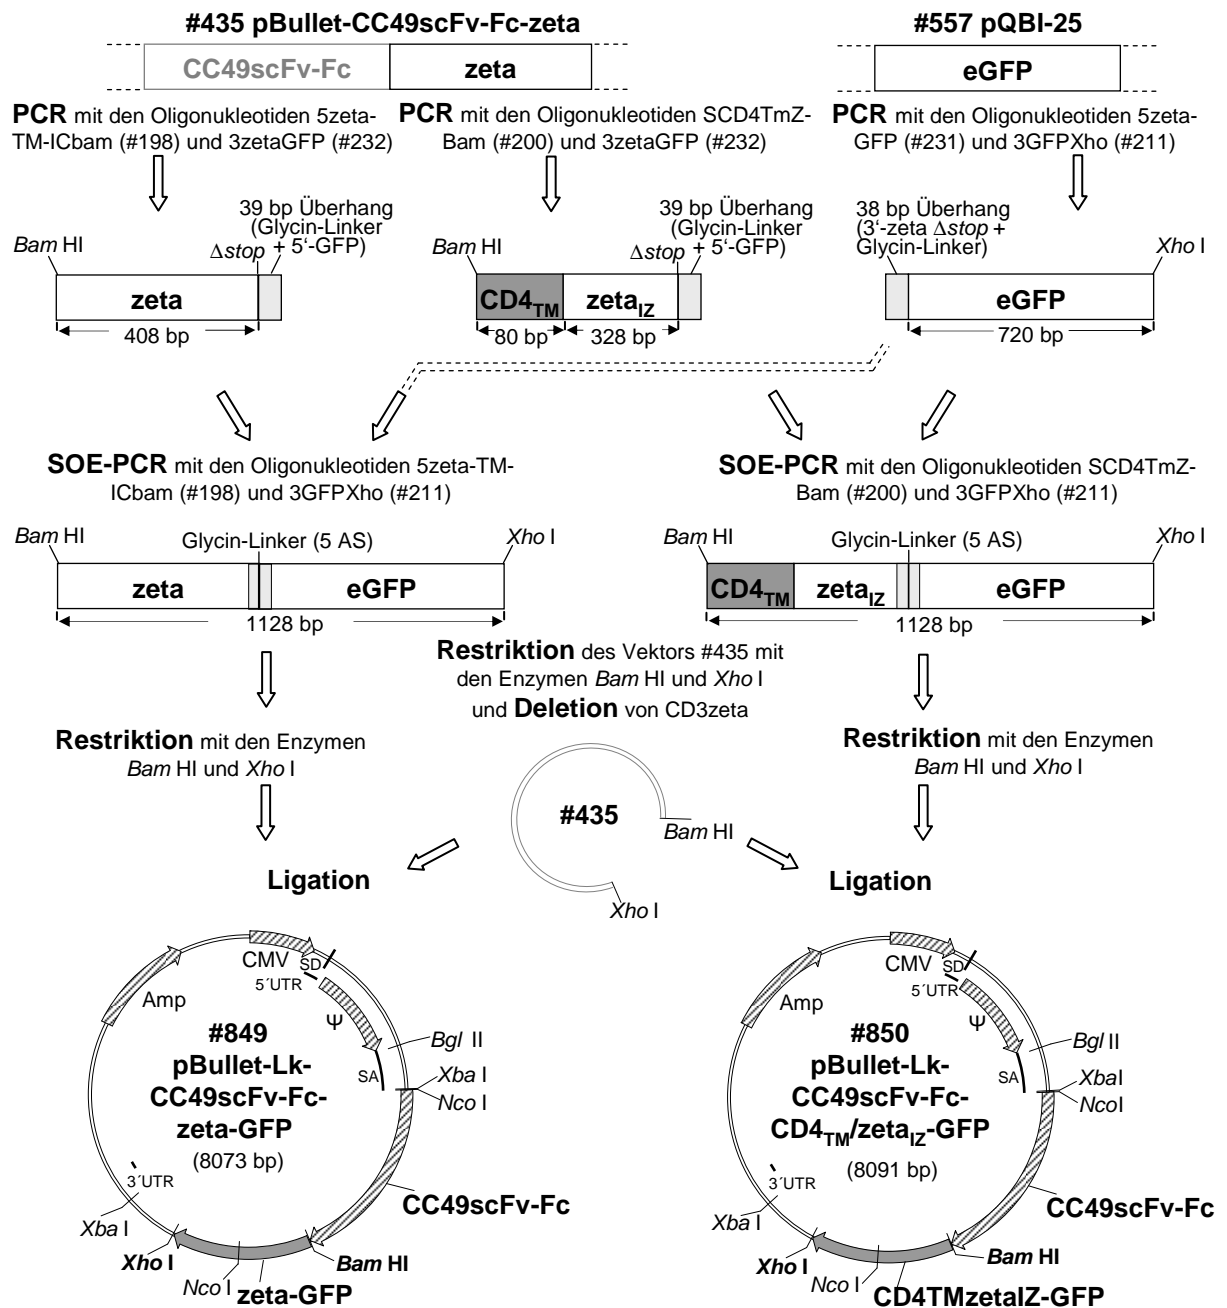 #435 pBullet-CC49scFv-Fc-zeta
#557 pQBI-25
CC49scFv-Fc
zeta
eGFP
PCR mit den Oligonukleotiden 5zeta-
TM-ICbam (#198) und 3zetaGFP (#232)
PCR mit den Oligonukleotiden SCD4TmZ-
Bam (#200) und 3zetaGFP (#232)
PCR mit den Oligonukleotiden 5zeta-
GFP (#231) und 3GFPXho (#211)
39 bp Überhang
(Glycin-Linker
+ 5‘-GFP)
Bam HI
Δstop
zeta
408 bp
39 bp Überhang
(Glycin-Linker
+ 5‘-GFP)
Bam HI
Δstop
CD4TM
zetaIZ
80 bp
328 bp
38 bp Überhang
(3‘-zeta Δstop +
Glycin-Linker)
Xho I
eGFP
720 bp
SOE-PCR mit den Oligonukleotiden 5zeta-TM-
ICbam (#198) und 3GFPXho (#211)
SOE-PCR mit den Oligonukleotiden SCD4TmZ-
Bam (#200) und 3GFPXho (#211)
Bam HI
Glycin-Linker (5 AS)
Xho I
zeta
eGFP
1128 bp
Bam HI
Glycin-Linker (5 AS)
Xho I
CD4TM
zetaIZ
eGFP
1128 bp
Restriktion des Vektors #435 mit
den Enzymen Bam HI und Xho I
und Deletion von CD3zeta
Restriktion mit den Enzymen
Bam HI und Xho I
Restriktion mit den Enzymen
Bam HI und Xho I
#435
Bam HI
Xho I
Ligation
Ligation
CMV
SD
5´UTR
Ψ
Amp
SA
Bgl II
Xba I
Nco I
#849
pBullet-Lk-
CC49scFv-Fc-
zeta-GFP
(8073 bp)
3´UTR
Xba I
Xho I
Nco I
zeta-GFP
Bam HI
CC49scFv-Fc
CMV
SD
5´UTR
Ψ
Amp
SA
Bgl II
XbaI
NcoI
#850
pBullet-Lk-
CC49scFv-Fc-
CD4TM/zetaIZ-GFP
(8091 bp)
3´UTR
Xba I
Xho I
Nco I
CD4TMzetaIZ-GFP
Bam HI
CC49scFv-Fc